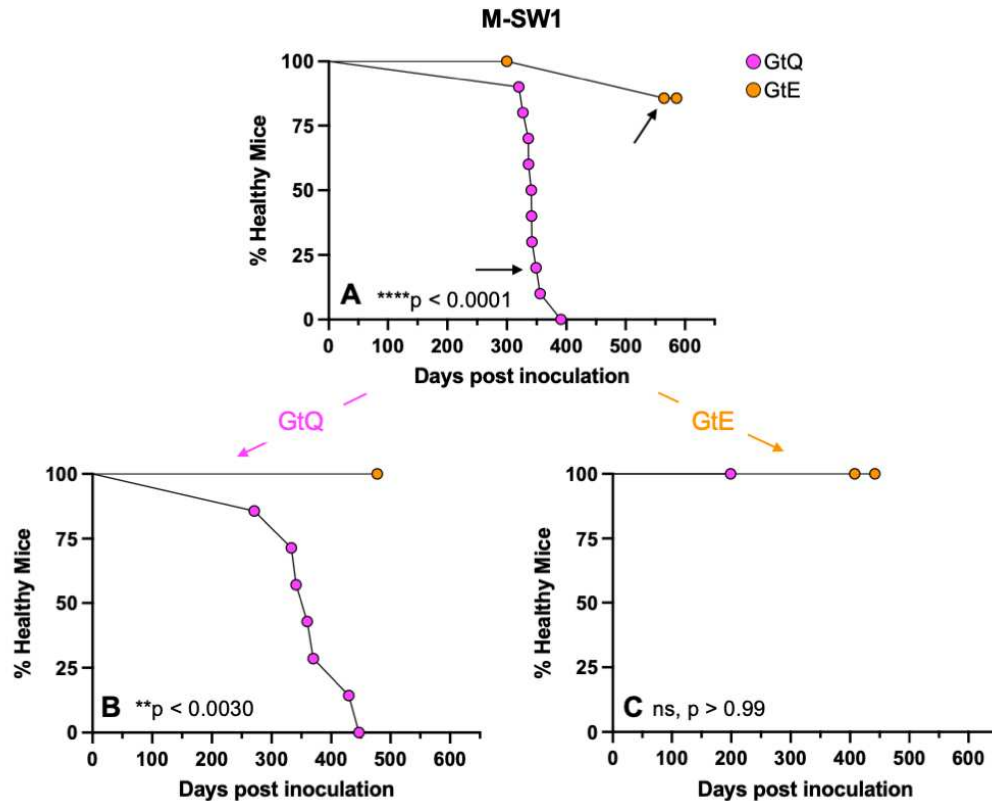 M-SW1
GtQ
GtE
% Healthy Mice
100
75
50
25
0
A ****p < 0.0001
0 100 200 300 400 500 600
Days post inoculation
GtQ
GtE
% Healthy Mice
100
75
50
25
0
B **p < 0.0030
0 100 200 300 400 500 600
Days post inoculation
% Healthy Mice
100
75
50
25
0
C ns, p > 0.99
0 100 200 300 400 500 600
Days post inoculation